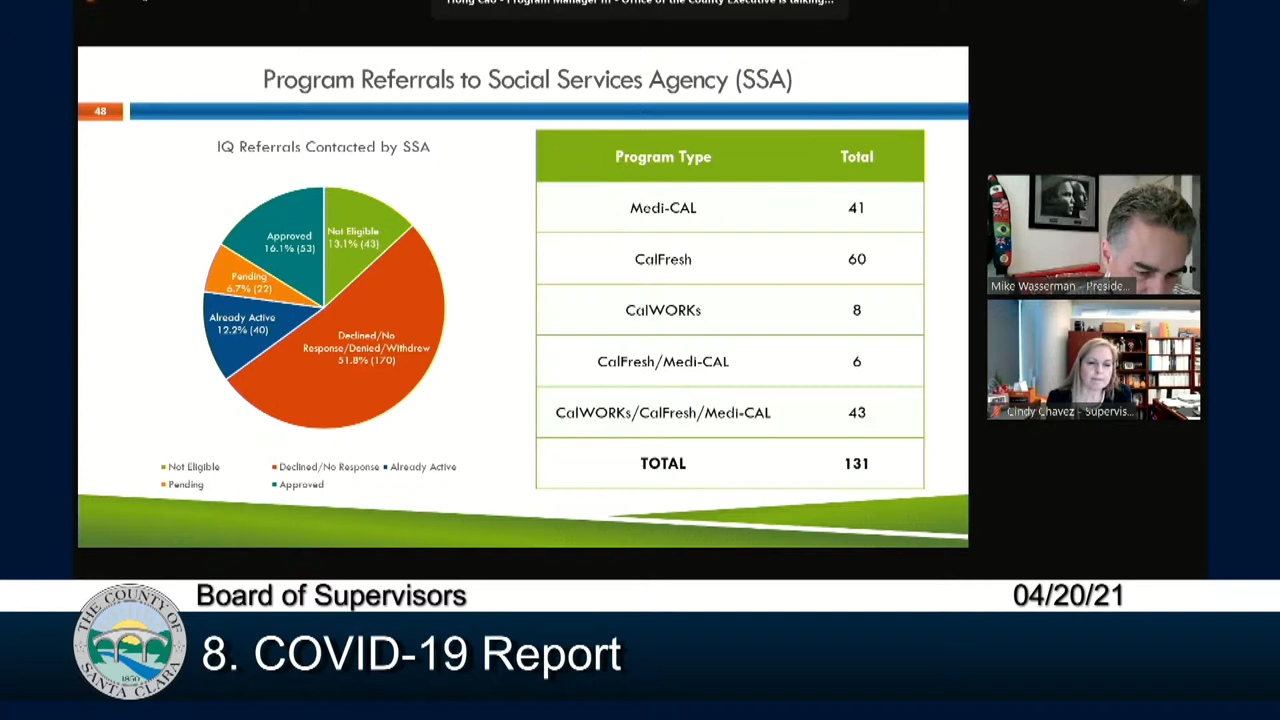 Hong Cao - Program Manager III - Office of the County Executive is talking...
Program Referrals to Social Services Agency (SSA)
48
IQ Referrals Contacted by SSA
Approved
16.1% (53)
Not Eligible
13.1% (43)
Pending
6.7% (22)
Already Active
12.2% (40)
Declined/No
Response/Denied/Withdrew
51.8% (170)
Not Eligible
Declined/No Response
Already Active
Pending
Approved
Program Type Total
Medi-CAL 41
CalFresh 60
CalWORKs 8
CalFresh/Medi-CAL 6
CalWORKs/CalFresh/Medi-CAL 43
TOTAL 131
Mike Wasserman - Preside...
Cindy Chavez - Supervis...
Board of Supervisors
04/20/21
THE COUNTY OF
SANTA CLARA
1850
8. COVID-19 Report